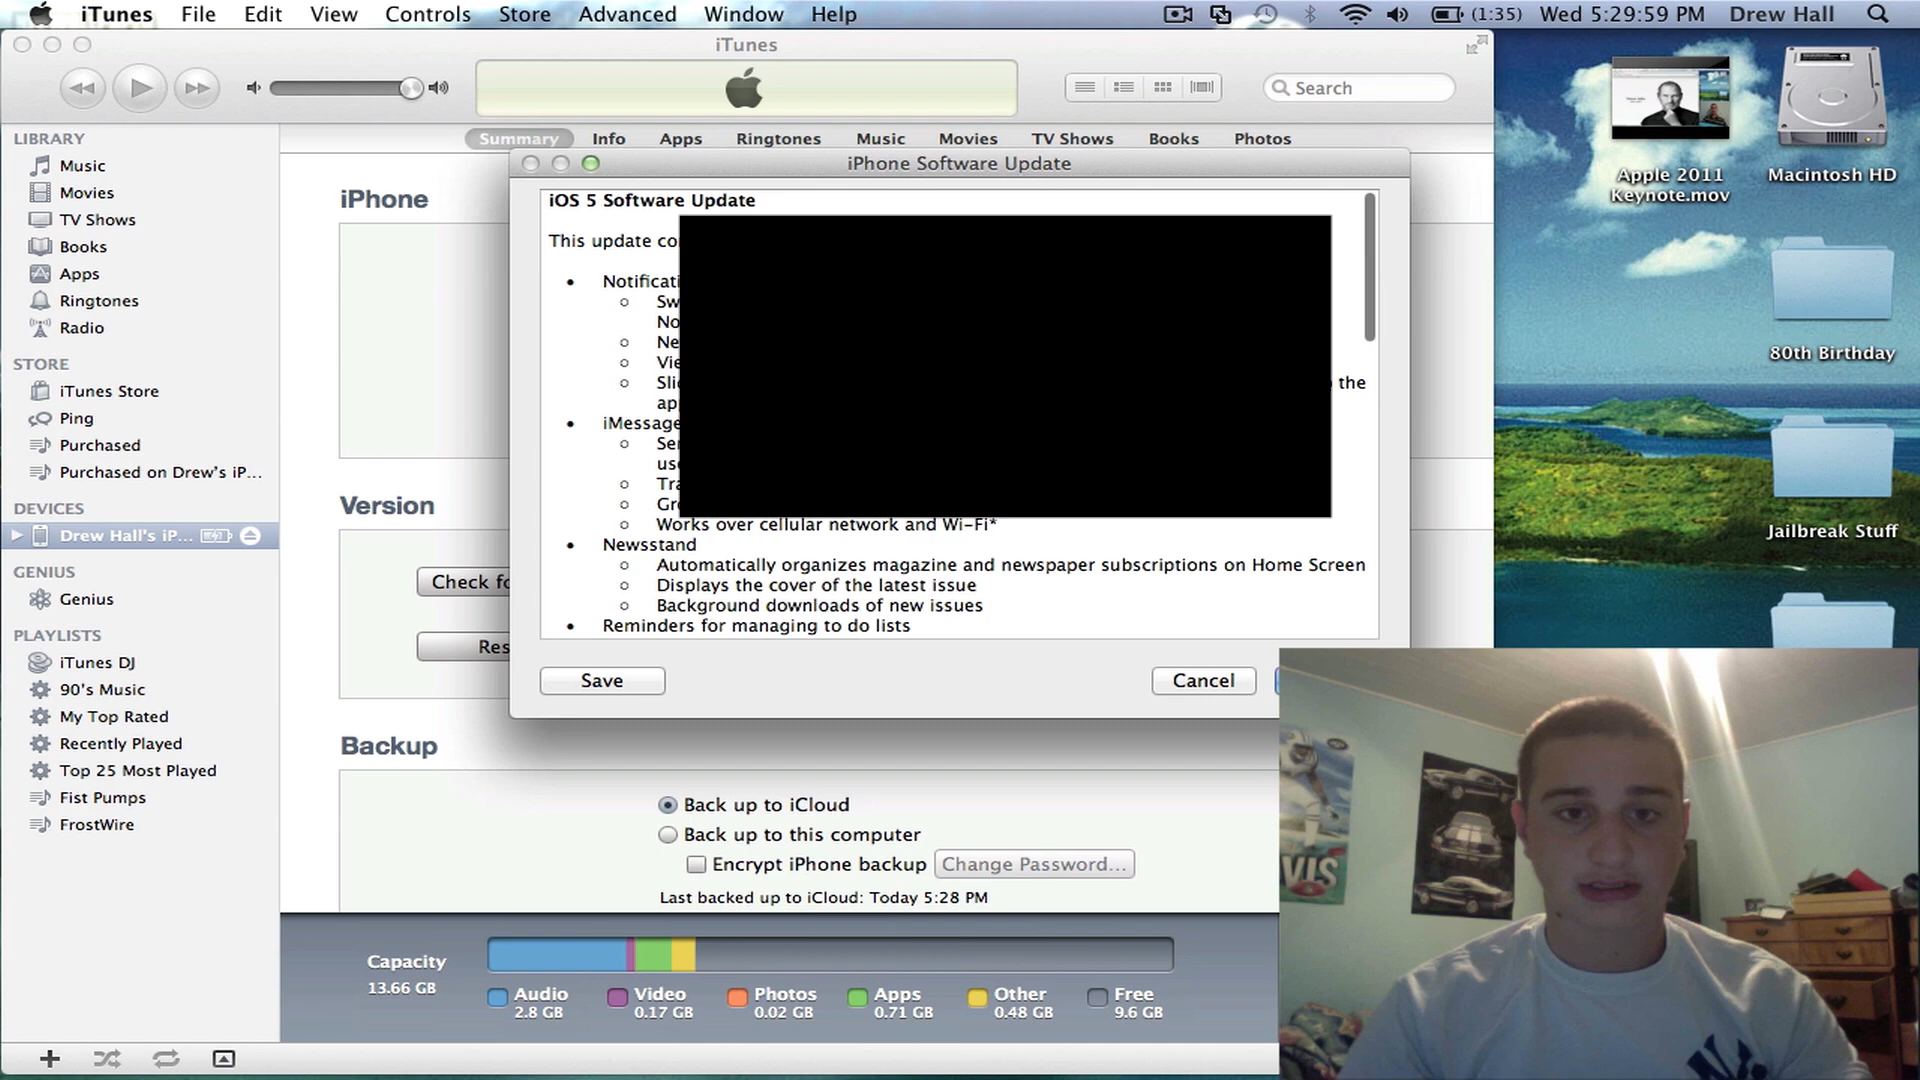 iTunes File Edit View Controls Store Advanced Window Help (1:35) Wed 5:29:59 PM Drew Hall
iTunes
Search
LIBRARY
Music
Movies
TV Shows
Books
Apps
Ringtones
Radio
STORE
iTunes Store
Ping
Purchased
Purchased on Drew's iP...
DEVICES
Drew Hall's iP...
GENIUS
Genius
PLAYLISTS
iTunes DJ
90's Music
My Top Rated
Recently Played
Top 25 Most Played
Fist Pumps
FrostWire
Summary Info Apps Ringtones Music Movies TV Shows Books Photos
iPhone
Version
Check fo
Res
Backup
iPhone Software Update
iOS 5 Software Update
This update co
• Notificati
○ Sw
No
○ Ne
○ Vie
○ Slid the
app
• iMessage
○ Ser
use
○ Tra
○ Gro
○ Works over cellular network and Wi-Fi*
• Newsstand
○ Automatically organizes magazine and newspaper subscriptions on Home Screen
○ Displays the cover of the latest issue
○ Background downloads of new issues
• Reminders for managing to do lists
Save Cancel
Back up to iCloud
Back up to this computer
Encrypt iPhone backup Change Password...
Last backed up to iCloud: Today 5:28 PM
Capacity
13.66 GB
Audio
2.8 GB
Video
0.17 GB
Photos
0.02 GB
Apps
0.71 GB
Other
0.48 GB
Free
9.6 GB
Apple 2011
Keynote.mov
Macintosh HD
80th Birthday
Jailbreak Stuff
VIS
NY